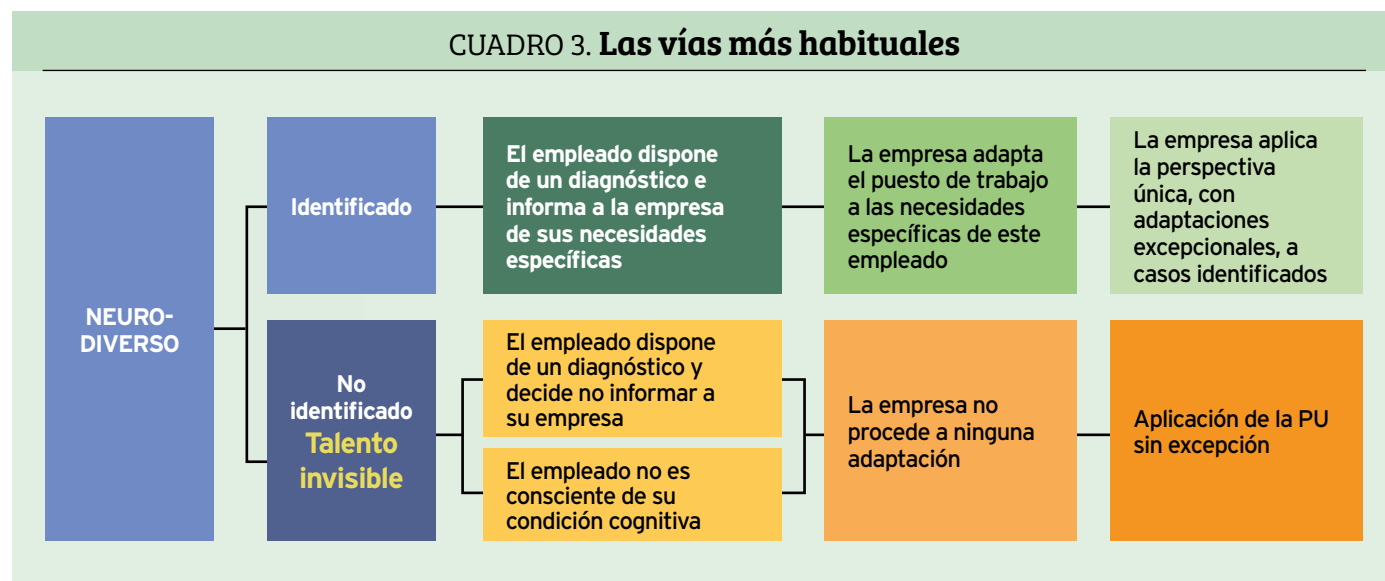 CUADRO 3. Las vías más habituales
NEURO-
DIVERSO
Identificado
El empleado dispone
de un diagnóstico e
informa a la empresa
de sus necesidades
específicas
La empresa adapta
el puesto de trabajo
a las necesidades
específicas de este
empleado
La empresa aplica
la perspectiva
única, con
adaptaciones
excepcionales, a
casos identificados
No
identificado
Talento
invisible
El empleado dispone
de un diagnóstico y
decide no informar a
su empresa
El empleado no es
consciente de su
condición cognitiva
La empresa no
procede a ninguna
adaptación
Aplicación de la PU
sin excepción